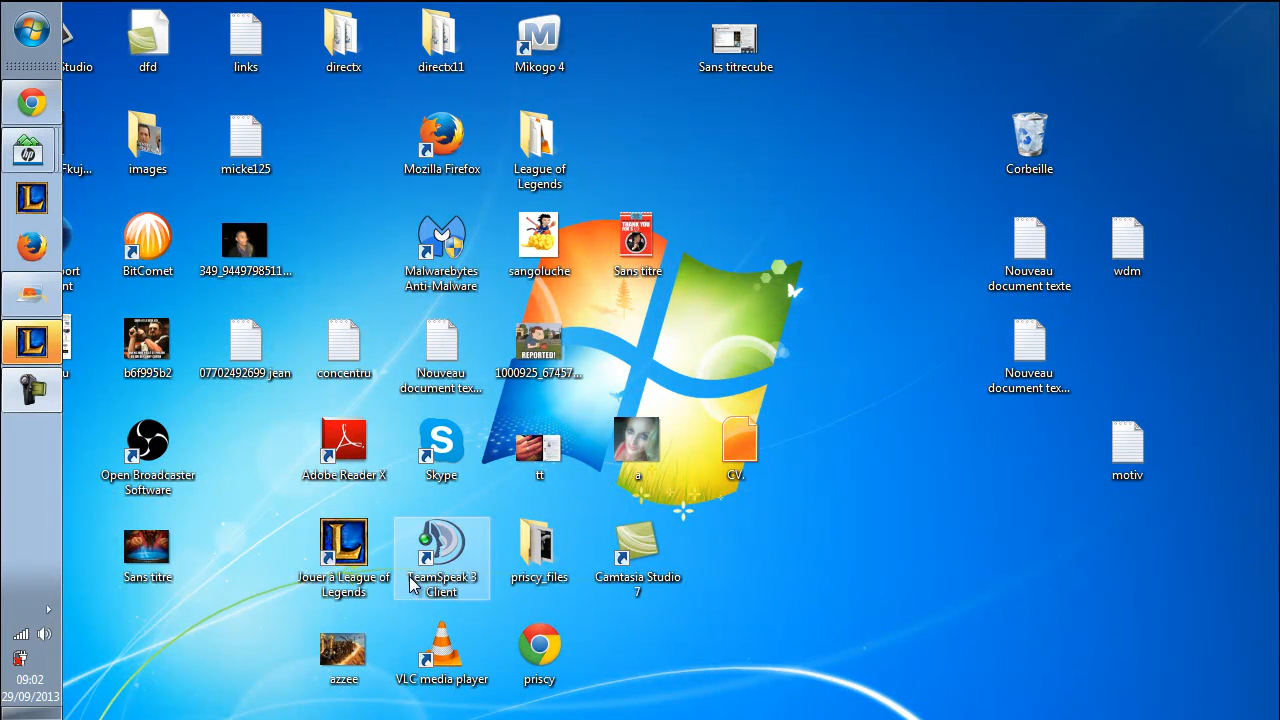 Studio
dfd
links
directx
directx11
Mikogo 4
Sans titrecube
Fkuj...
images
micke125
Mozilla Firefox
League of
Legends
Corbeille
BitComet
349_9449798511...
Malwarebytes
Anti-Malware
sangoluche
THANK YOU
Sans titre
Nouveau
document texte
wdm
b6f995b2
07702492699 jean
concentru
Nouveau
document tex...
REPORTED!
1000925_67457...
Nouveau
document tex...
Open Broadcaster
Software
Adobe Reader X
Skype
tt
a
CV.
motiv
Sans titre
Jouer à League of
Legends
TeamSpeak 3
Client
priscy_files
Camtasia Studio
7
azzee
VLC media player
priscy
09:02
29/09/2013